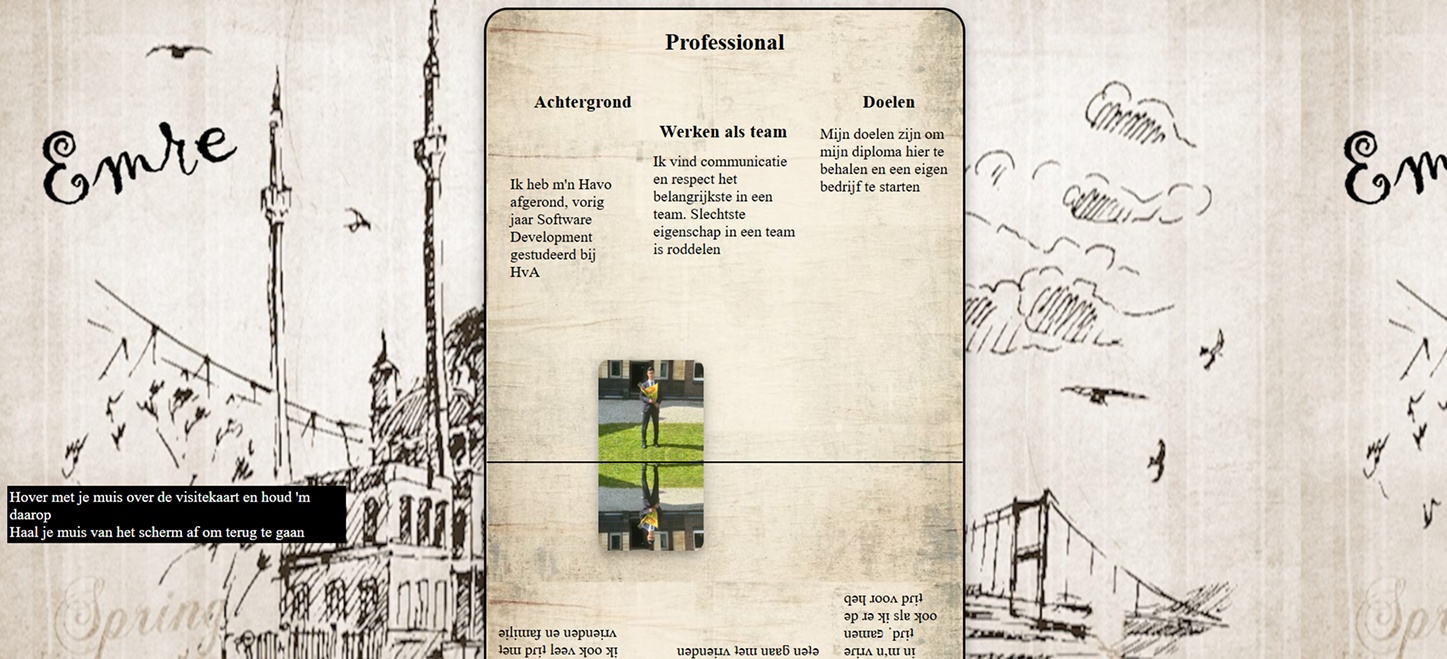 Emre
Em
Professional
Achtergrond
Ik heb m'n Havo
afgerond, vorig
jaar Software
Development
gestudeerd bij
HvA
Werken als team
Ik vind communicatie
en respect het
belangrijkste in een
team. Slechtste
eigenschap in een team
is roddelen
Doelen
Mijn doelen zijn om
mijn diploma hier te
behalen en een eigen
bedrijf te starten
Hover met je muis over de visitekaart en houd 'm
daarop
Haal je muis van het scherm af om terug te gaan
Spring
Sp
ik ook veel tijd met
vrienden en familie
eten gaan met vrienden
in m'n vrije
tijd, gamen
ook als ik er de
tijd voor heb